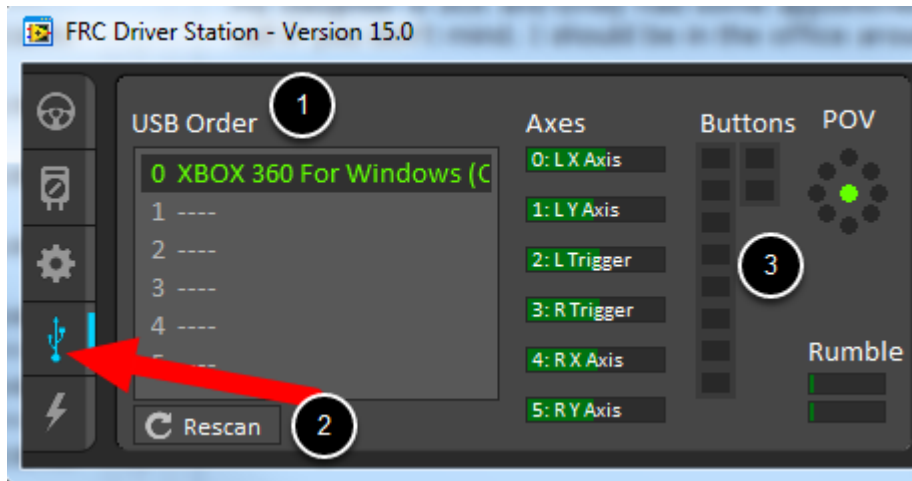 FRC Driver Station - Version 15.0
USB Order
1
0 XBOX 360 For Windows (C
1 ----
2 ----
3 ----
4 ----
Rescan
2
Axes
0: L X Axis
1: L Y Axis
2: L Trigger
3: R Trigger
4: R X Axis
5: R Y Axis
Buttons
3
POV
Rumble